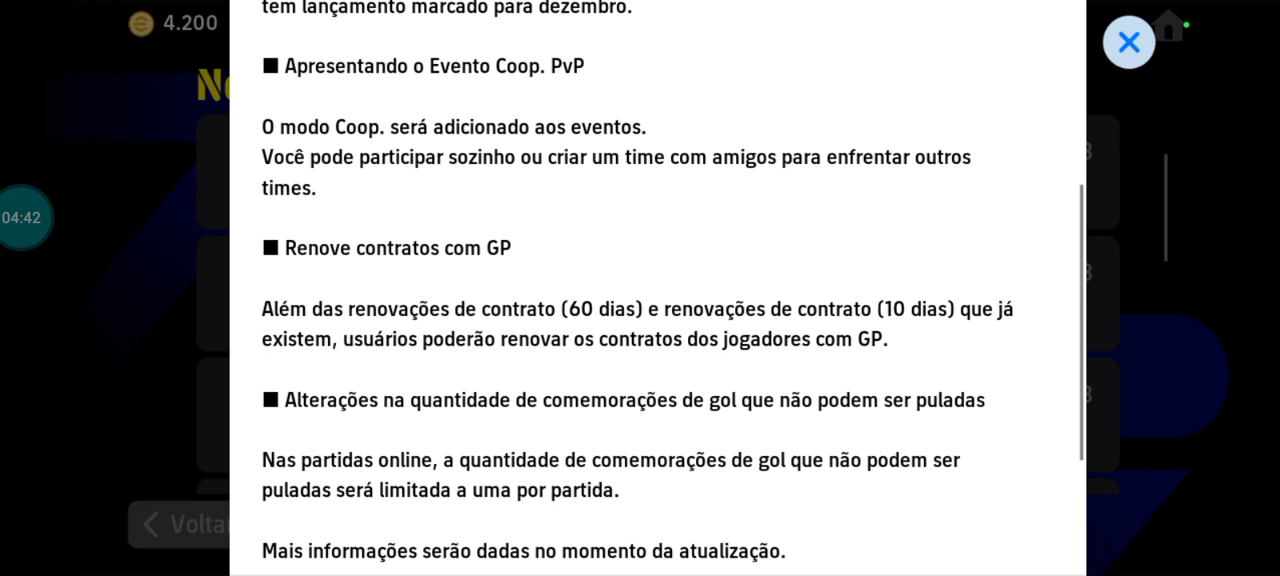 tem lançamento marcado para dezembro.
4.200
■ Apresentando o Evento Coop. PvP
O modo Coop. será adicionado aos eventos.
Você pode participar sozinho ou criar um time com amigos para enfrentar outros
times.
04:42
■ Renove contratos com GP
Além das renovações de contrato (60 dias) e renovações de contrato (10 dias) que já
existem, usuários poderão renovar os contratos dos jogadores com GP.
■ Alterações na quantidade de comemorações de gol que não podem ser puladas
Nas partidas online, a quantidade de comemorações de gol que não podem ser
puladas será limitada a uma por partida.
Mais informações serão dadas no momento da atualização.